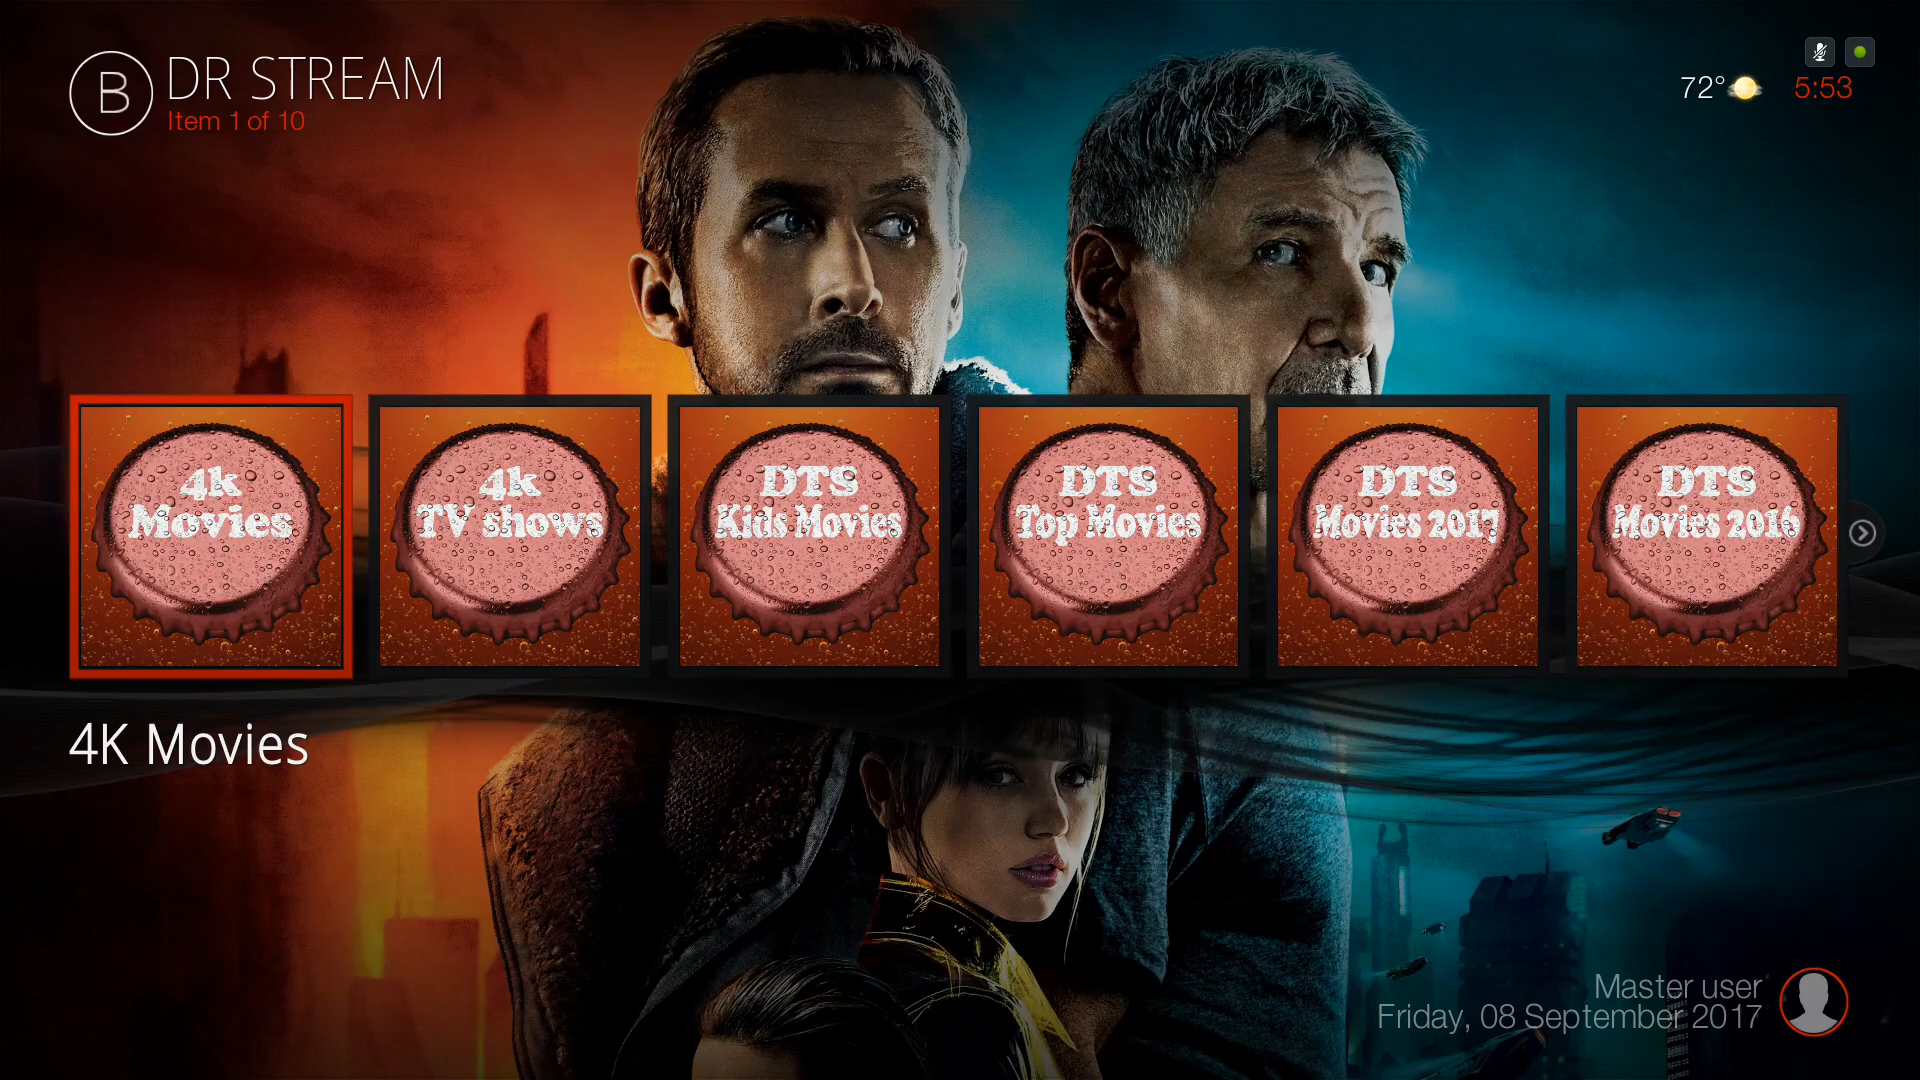 B
DR STREAM
Item 1 of 10
72°
5:53
4k
Movies
4k
TV shows
DTS
Kids Movies
DTS
Top Movies
DTS
Movies 2017
DTS
Movies 2016
4K Movies
Master user
Friday, 08 September 2017